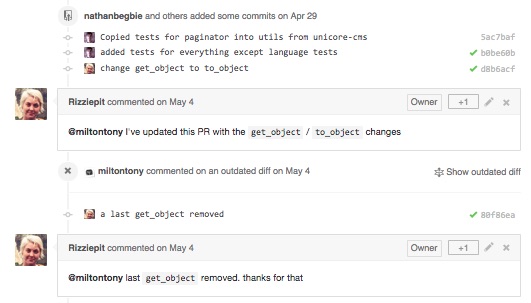 nathanbegbie and others added some commits on Apr 29
Copied tests for paginator into utils from unicore-cms 5ac7baf
added tests for everything except language tests b0be60b
change get_object to to_object d8b6acf
Rizziepit commented on May 4 Owner +1
@miltontony I've updated this PR with the get_object / to_object changes
miltontony commented on an outdated diff on May 4 Show outdated diff
a last get_object removed 80f86ea
Rizziepit commented on May 4 Owner +1
@miltontony last get_object removed. thanks for that